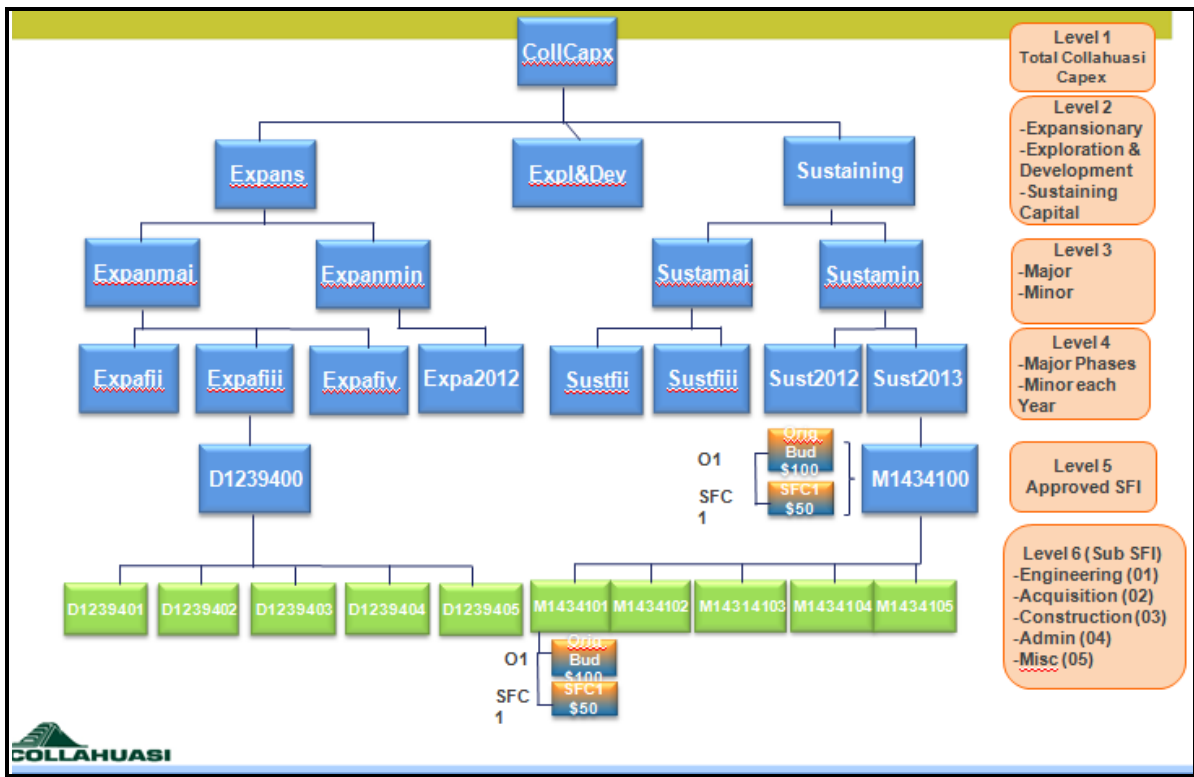 CollCapx
Level 1
Total Collahuasi
Capex
Expans
Expl&Dev
Sustaining
Level 2
-Expansionary
-Exploration &
Development
-Sustaining
Capital
Expanmaj
Expanmin
Sustamaj
Sustamin
Level 3
-Major
-Minor
Expafii
Expafiii
Expafiv
Expa2012
Sustfii
Sustfiii
Sust2012
Sust2013
Level 4
-Major Phases
-Minor each
Year
D1239400
O1
Orig
Bud
$100
SFC
1
SFC1
$50
M1434100
Level 5
Approved SFI
D1239401
D1239402
D1239403
D1239404
D1239405
M1434101
M1434102
M14314103
M1434104
M1434105
Level 6 (Sub SFI)
-Engineering (01)
-Acquisition (02)
-Construction (03)
-Admin (04)
-Misc (05)
O1
Orig
Bud
$100
SFC
1
SFC1
$50
COLLAHUASI